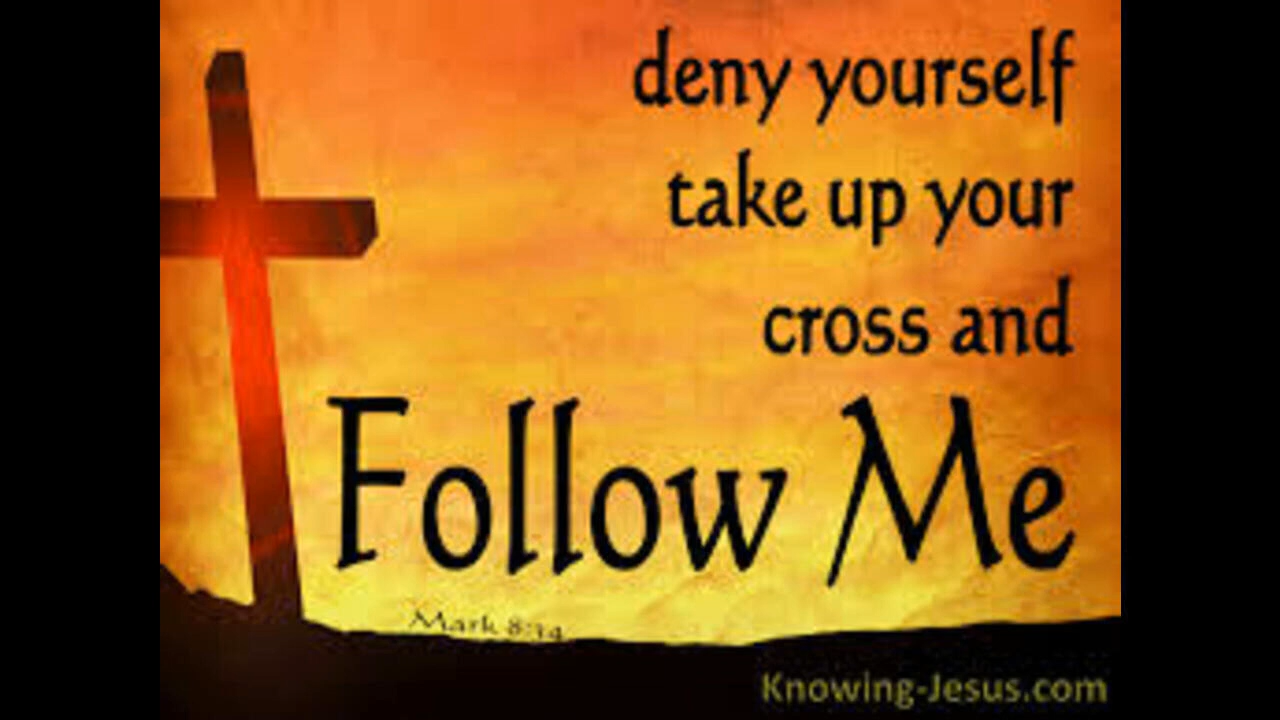 deny yourself
take up your
cross and
Follow Me
Mark 8:34
Knowing-Jesus.com